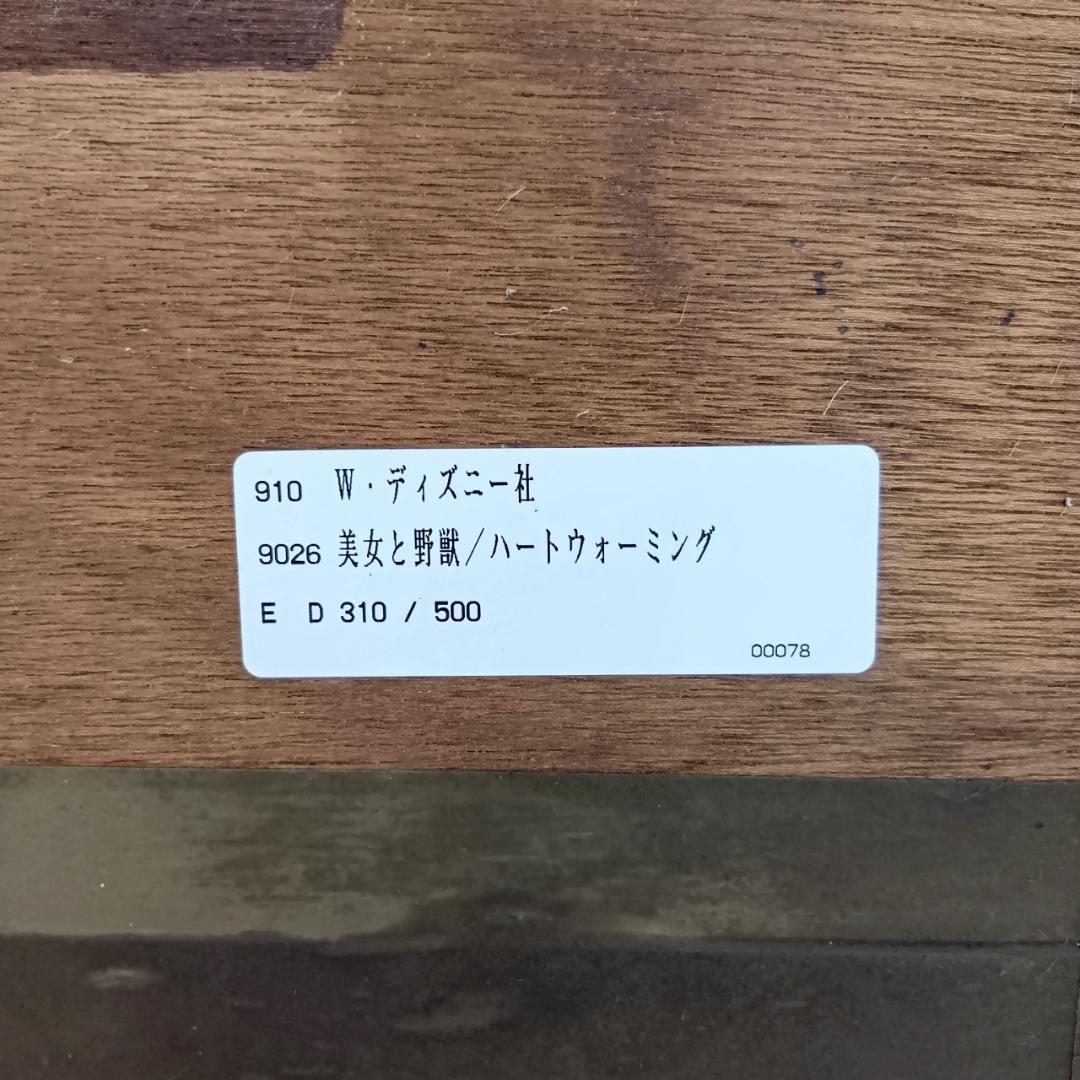 910 W・ディズニー社
9026 美女と野獣/ハートウォーミング
E D 310 / 500
00078